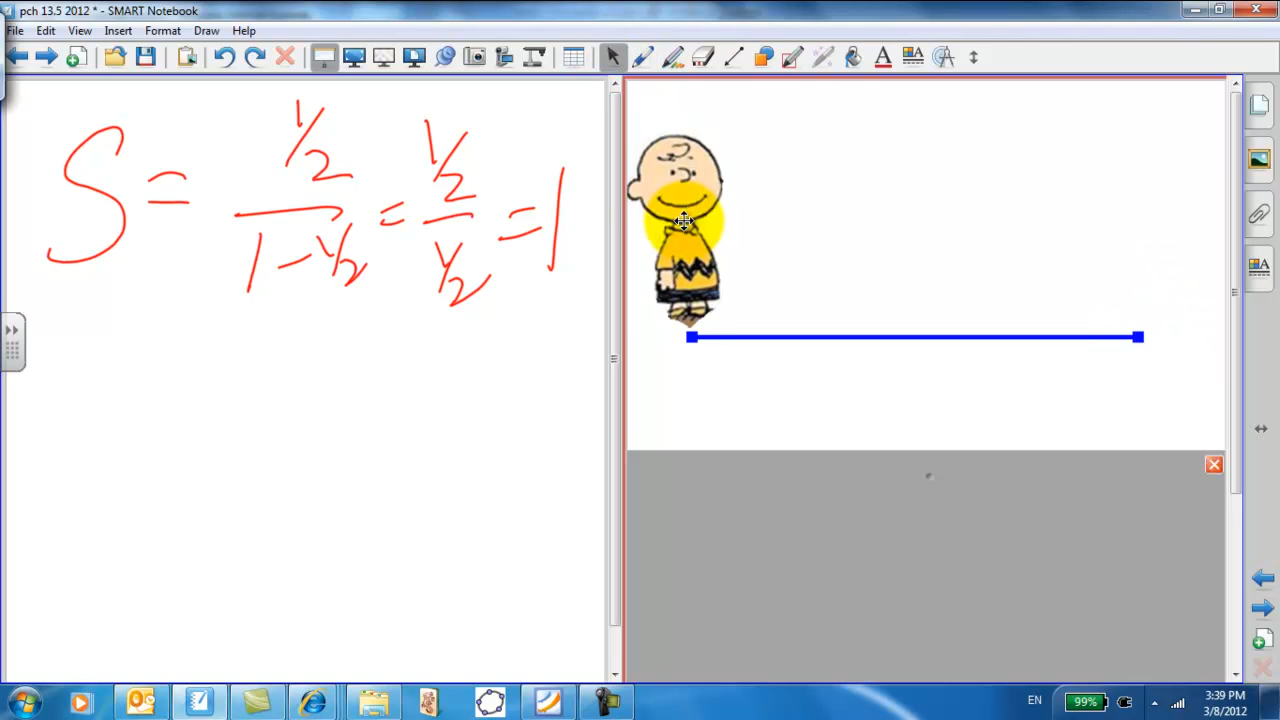 pch 13.5 2012 * - SMART Notebook
File Edit View Insert Format Draw Help
S = 1/2 / 1 - 1/2 = 1/2 / 1/2 = 1
EN 99% 3:39 PM
3/8/2012